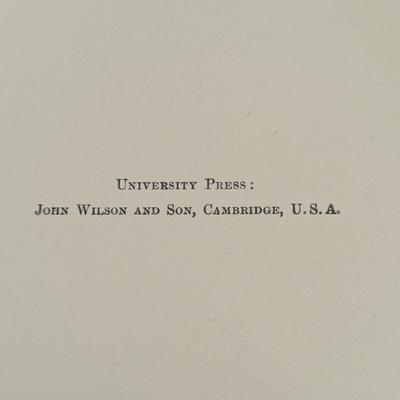 University Press:
John Wilson and Son, Cambridge, U.S.A.